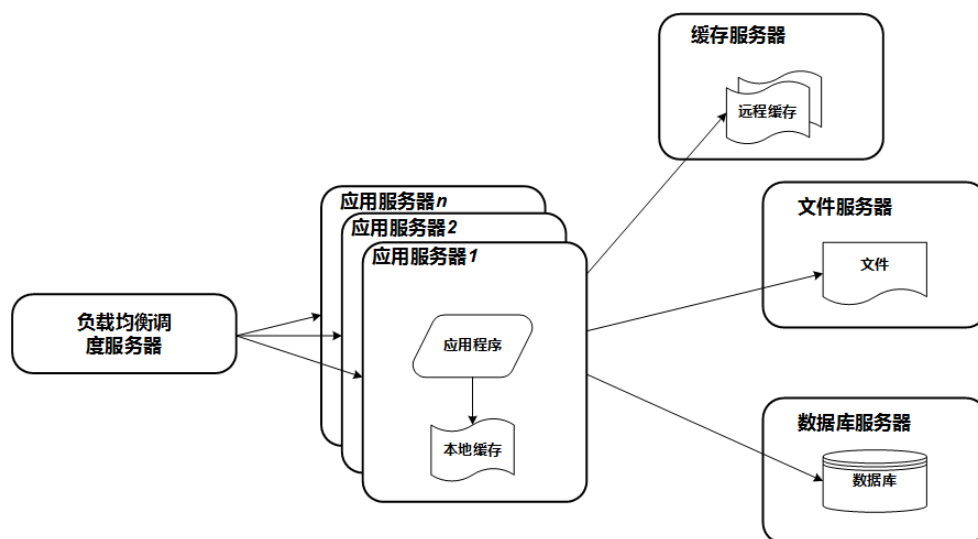 缓存服务器
远程缓存
应用服务器n
应用服务器2
应用服务器1
文件服务器
文件
负载均衡调
度服务器
应用程序
本地缓存
数据库服务器
数据库